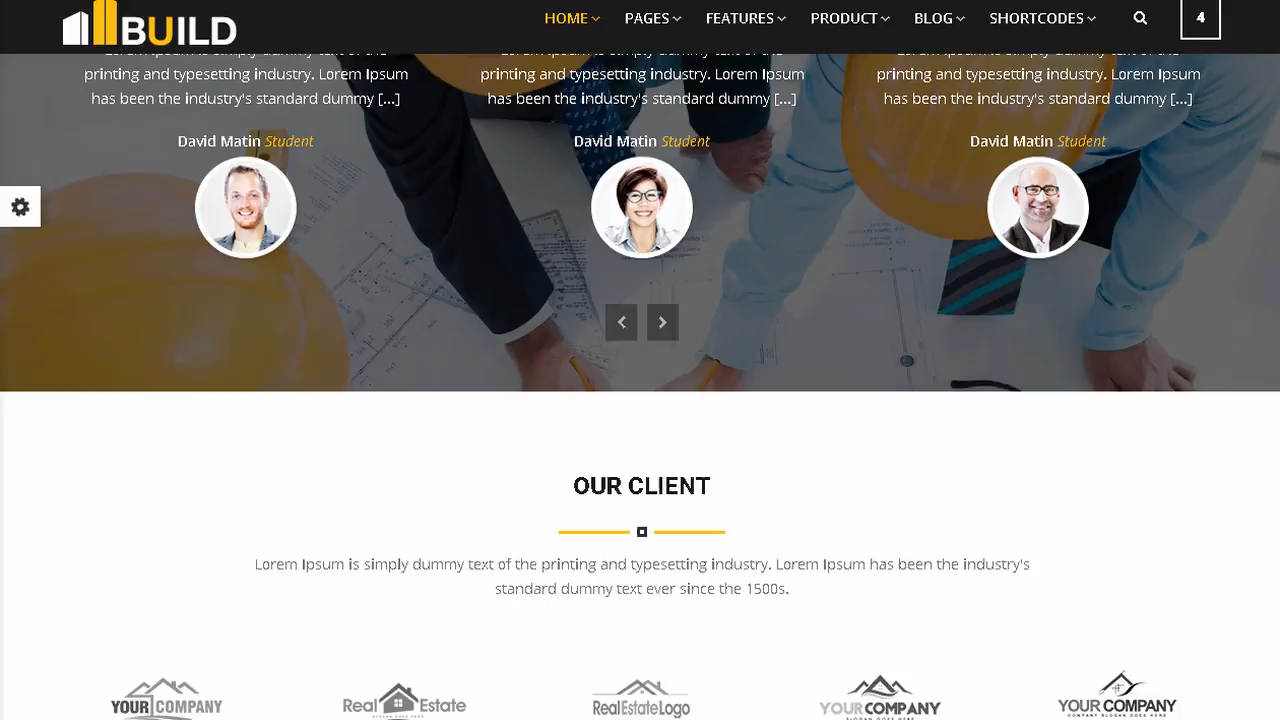 BUILD
HOME PAGES FEATURES PRODUCT BLOG SHORTCODES 4
printing and typesetting industry. Lorem Ipsum
has been the industry's standard dummy [...]
David Matin Student
printing and typesetting industry. Lorem Ipsum
has been the industry's standard dummy [...]
David Matin Student
printing and typesetting industry. Lorem Ipsum
has been the industry's standard dummy [...]
David Matin Student
OUR CLIENT
Lorem Ipsum is simply dummy text of the printing and typesetting industry. Lorem Ipsum has been the industry's
standard dummy text ever since the 1500s.
YOUR COMPANY
Real Estate
RealEstateLogo
YOUR COMPANY
YOUR COMPANY
COMPANY SLOGAN GOES HERE